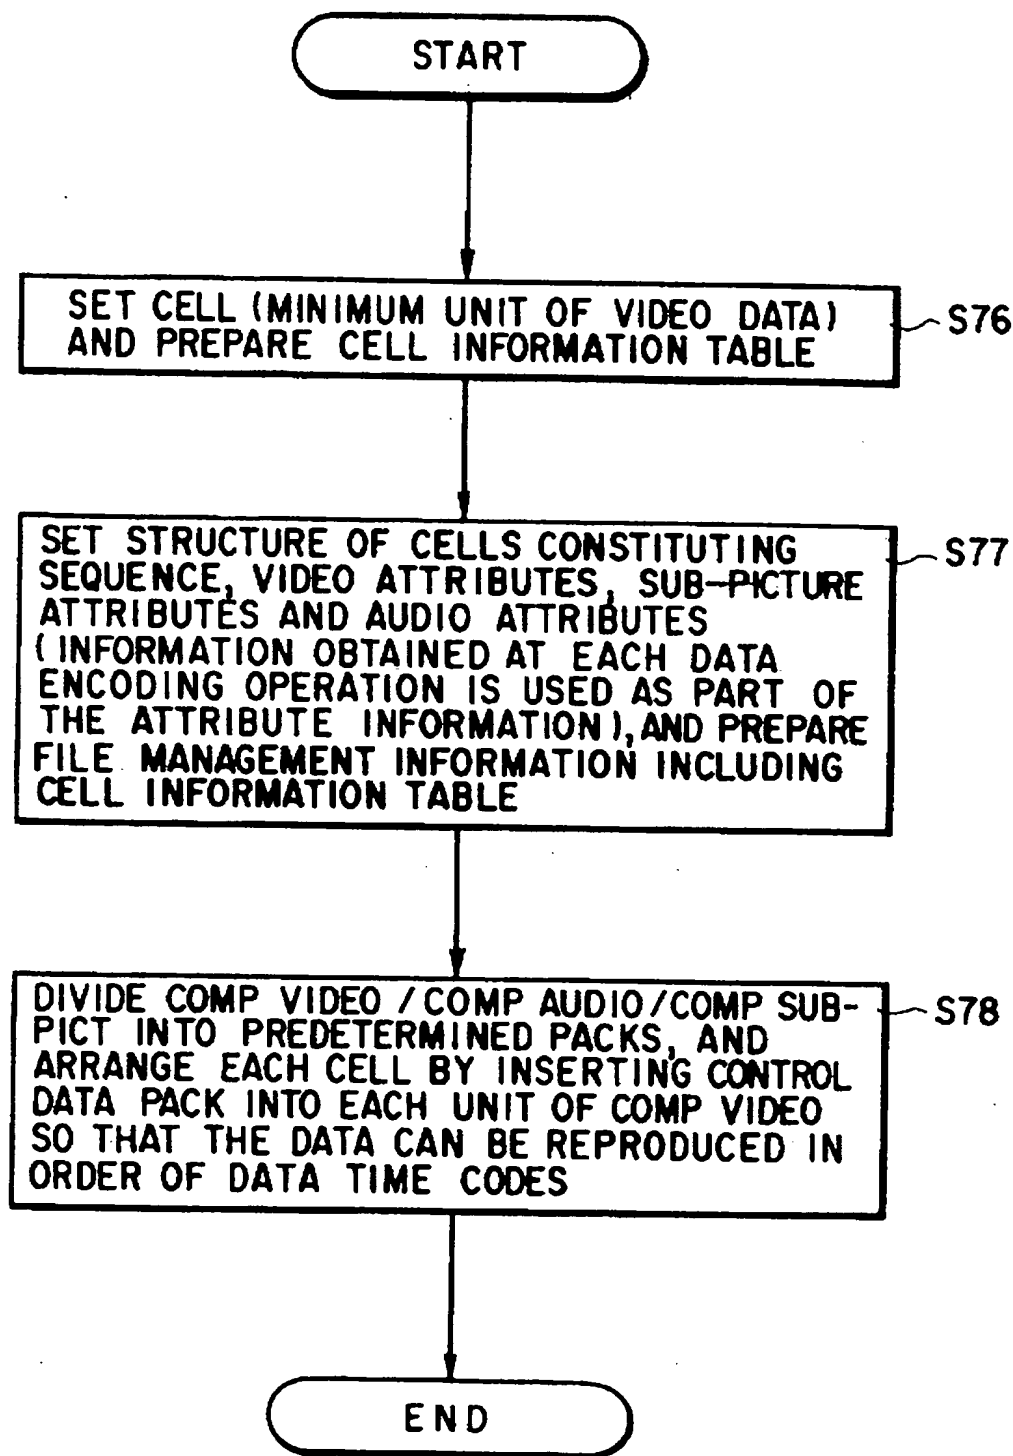 START
SET CELL (MINIMUM UNIT OF VIDEO DATA)
AND PREPARE CELL INFORMATION TABLE
S76
SET STRUCTURE OF CELLS CONSTITUTING
SEQUENCE, VIDEO ATTRIBUTES, SUB-PICTURE
ATTRIBUTES AND AUDIO ATTRIBUTES
(INFORMATION OBTAINED AT EACH DATA
ENCODING OPERATION IS USED AS PART OF
THE ATTRIBUTE INFORMATION), AND PREPARE
FILE MANAGEMENT INFORMATION INCLUDING
CELL INFORMATION TABLE
S77
DIVIDE COMP VIDEO / COMP AUDIO/COMP SUB-
PICT INTO PREDETERMINED PACKS, AND
ARRANGE EACH CELL BY INSERTING CONTROL
DATA PACK INTO EACH UNIT OF COMP VIDEO
SO THAT THE DATA CAN BE REPRODUCED IN
ORDER OF DATA TIME CODES
S78
END